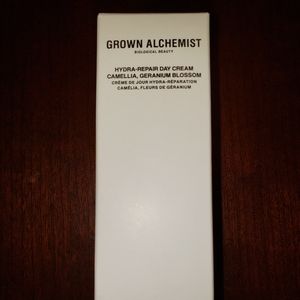 GROWN ALCHEMIST
BIOLOGICAL BEAUTY
HYDRA-REPAIR DAY CREAM
CAMELLIA, GERANIUM BLOSSOM
CRÈME DE JOUR HYDRA-RÉPARATION
CAMÉLIA, FLEURS DE GÉRANIUM